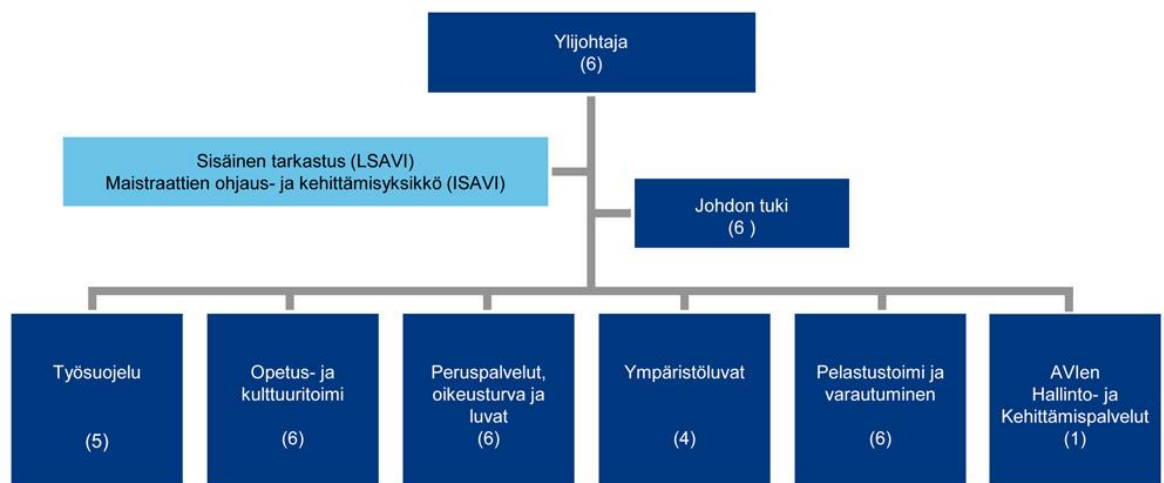 Ylijohtaja
(6)
Sisäinen tarkastus (LSAVI)
Maistraattien ohjaus- ja kehittämisyksikkö (ISAVI)
Johdon tuki
(6 )
Työsuojelu
(5)
Opetus- ja
kulttuuritoimi
(6)
Peruspalvelut,
oikeusturva ja
luvat
(6)
Ympäristöluvat
(4)
Pelastustoimi ja
varautuminen
(6)
AVIen
Hallinto- ja
Kehittämispalvelut
(1)